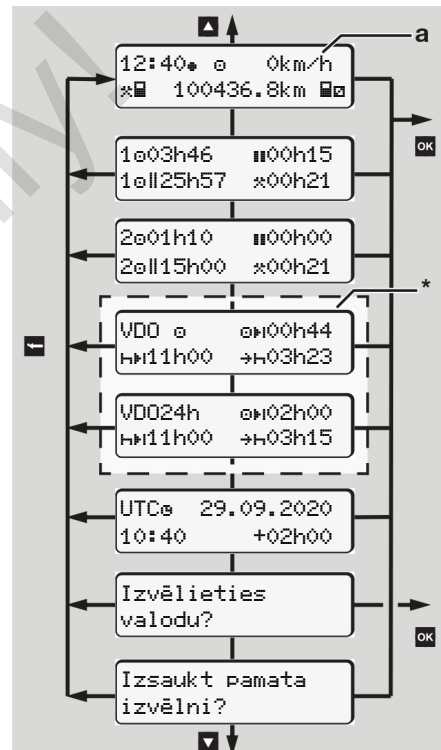 a
12:40● ⊙ 0km/h
100436.8km
OK
1⊙03h46 00h15
1⊙||25h57 00h21
2⊙01h10 00h00
2⊙||15h00 00h21
*
VDO ⊙ 00h44
11h00 03h23
VDO24h 02h00
11h00 03h15
UTC 29.09.2020
10:40 +02h00
Izvēlieties
valodu?
OK
Izsaukt pamata
izvēlni?